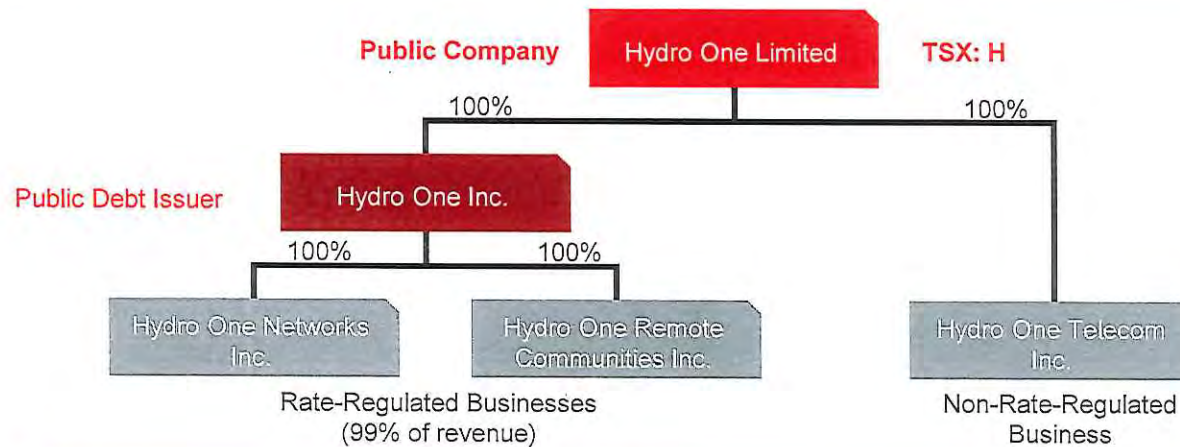 Public Company
Hydro One Limited
TSX: H
100%
100%
Public Debt Issuer
Hydro One Inc.
100%
100%
Hydro One Networks
Inc.
Hydro One Remote
Communities Inc.
Hydro One Telecom
Inc.
Rate-Regulated Businesses
(99% of revenue)
Non-Rate-Regulated
Business